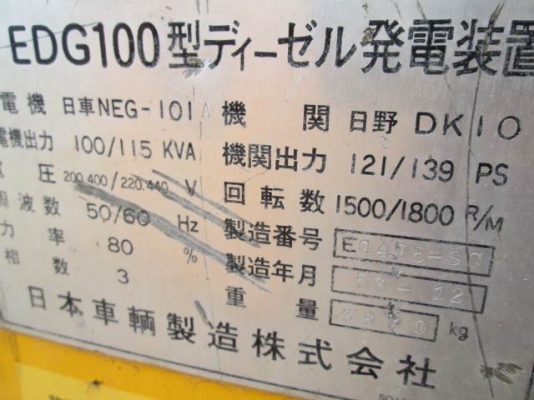 EDG100型ディーゼル発電装置
電機 日車NEG-101A 機関 日野 DK10
電機出力 100/115 KVA 機関出力 121/139 PS
電圧 200.400/220.440 V 回転数 1500/1800 R/M
周波数 50/60 Hz 製造番号
力率 80 % 製造年月 -12
相数 3 重量 kg
日本車輌製造株式会社